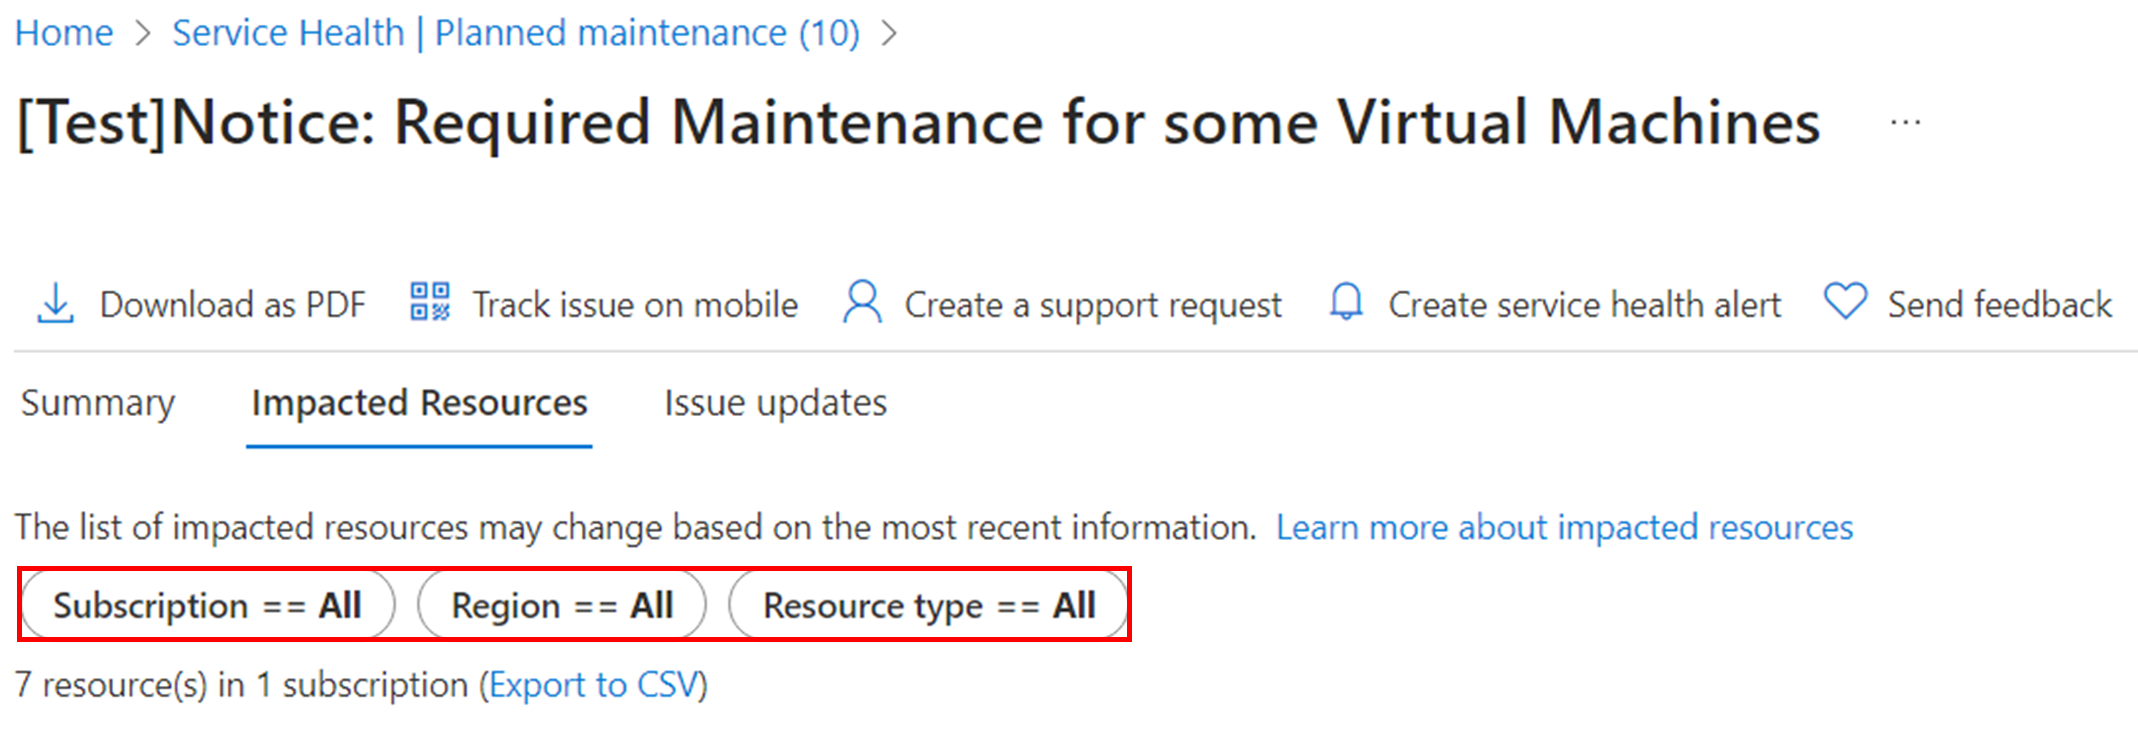 Home > Service Health | Planned maintenance (10) >
[Test]Notice: Required Maintenance for some Virtual Machines ...
Download as PDF Track issue on mobile Create a support request Create service health alert Send feedback
Summary Impacted Resources Issue updates
The list of impacted resources may change based on the most recent information. Learn more about impacted resources
Subscription == All Region == All Resource type == All
7 resource(s) in 1 subscription (Export to CSV)